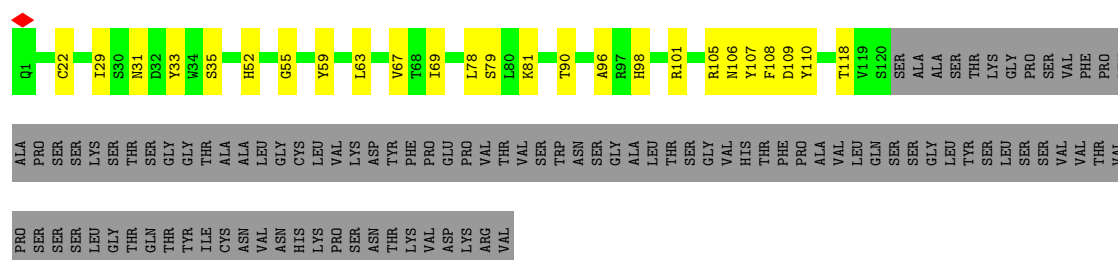 Q1 C22 I29 S30 N31 D32 Y33 W34 S35 H52 G55 Y59 L63 V67 T68 I69 L78 S79 L80 K81 T90 A96 R97 H98 R101 R105 N106 Y107 F108 D109 Y110 T118 V119 S120 SER ALA ALA SER THR LYS GLY PRO SER VAL PHE PRO
ALA PRO SER SER LYS SER THR SER GLY GLY THR ALA ALA LEU GLY CYS LEU VAL LYS ASP TYR PHE PRO GLU PRO VAL THR VAL SER TRP ASN SER GLY ALA LEU THR SER GLY VAL HIS THR PHE PRO ALA VAL LEU GLN SER SER GLY LEU TYR SER LEU SER SER VAL VAL THR VAL
PRO SER SER SER LEU GLY THR GLN THR TYR ILE CYS ASN VAL ASN HIS LYS PRO SER ASN THR LYS VAL ASP LYS ARG VAL